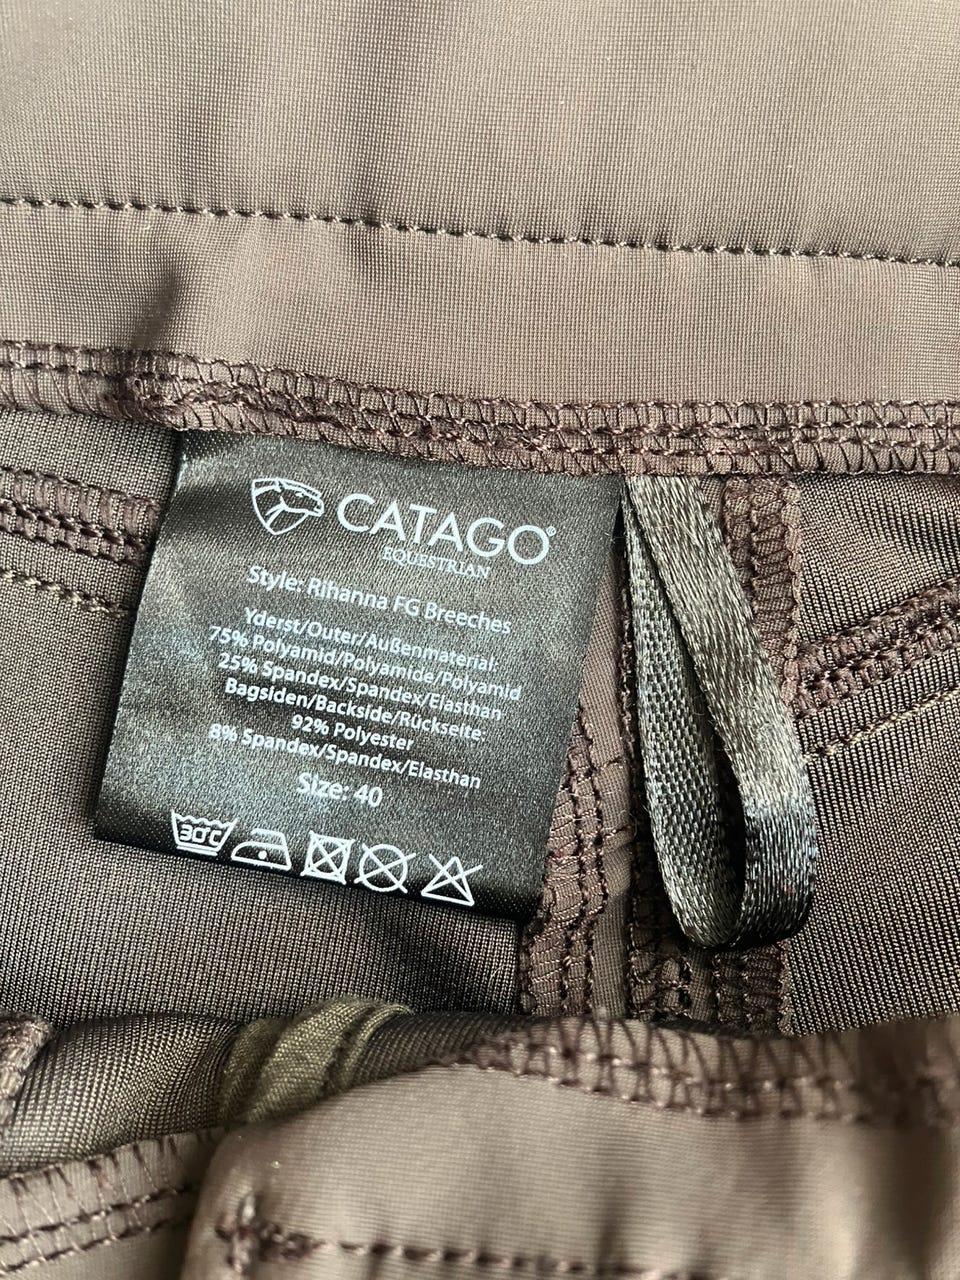 CATAGO®
EQUESTRIAN
Style: Rihanna FG Breeches
Yderst/Outer/Außenmaterial:
75% Polyamid/Polyamide/Polyamid
25% Spandex/Spandex/Elasthan
Bagsiden/Backside/Rückseite:
92% Polyester
8% Spandex/Spandex/Elasthan
Size: 40
30°C